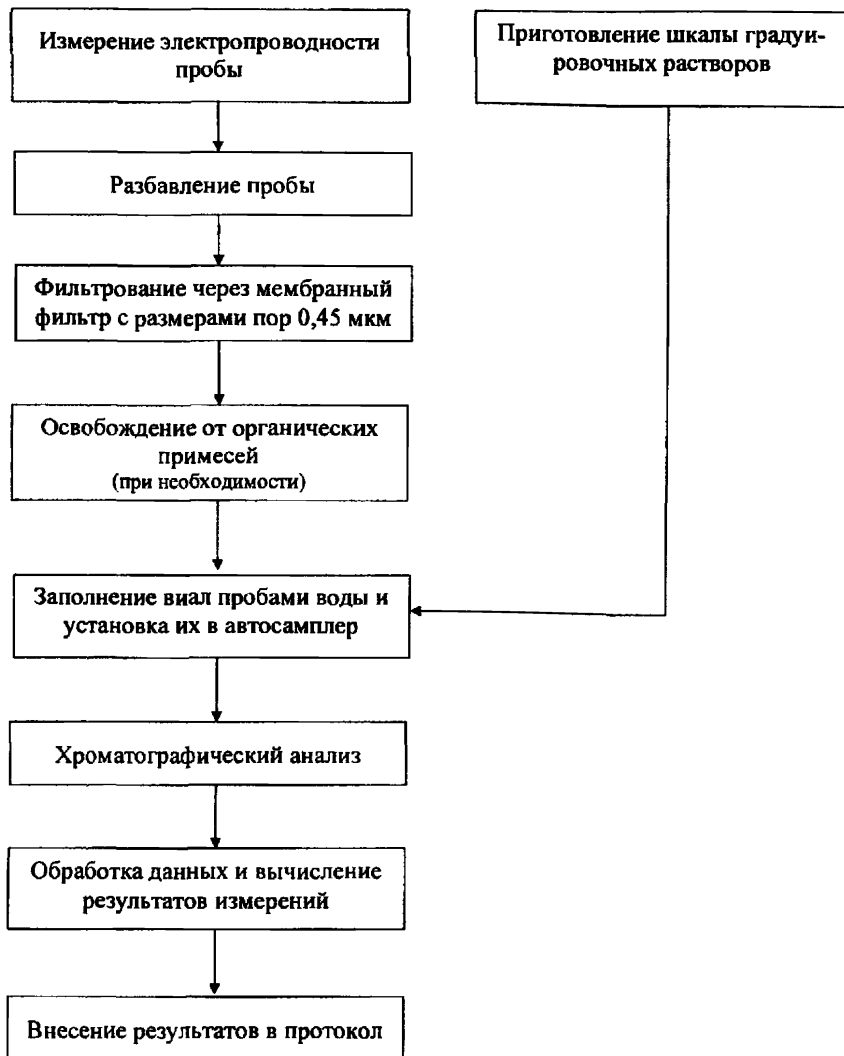 Измерение электропроводности
пробы
Приготовление шкалы градуи-
ровочных растворов
Разбавление пробы
Фильтрование через мембранный
фильтр с размерами пор 0,45 мкм
Освобождение от органических
примесей
(при необходимости)
Заполнение виал пробами воды и
установка их в автосамплер
Хроматографический анализ
Обработка данных и вычисление
результатов измерений
Внесение результатов в протокол